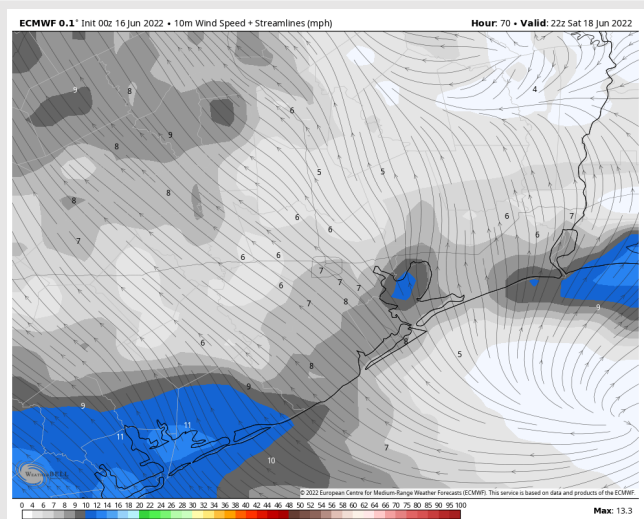 ECMWF 0.1° Init 00z 16 Jun 2022 • 10m Wind Speed + Streamlines (mph) Hour: 70 • Valid: 22z Sat 18 Jun 2022
4
9 8
6
9
8
5 5
8 8
6 6 7
7 6 6
6 6
7
6 7 7
7 8 9
6 8
5
8
9
9
11 11
7
10
WeatherBELL
© 2022 European Centre for Medium-Range Weather Forecasts (ECMWF). This service is based on data and products of the ECMWF.
0 4 6 7 8 9 10 11 12 20 22 24 26 28 30 32 34 36 38 40 42 44 46 48 50 52 54 56 58 60 62 64 70 75 80 85 90 95 100
Max: 13.3